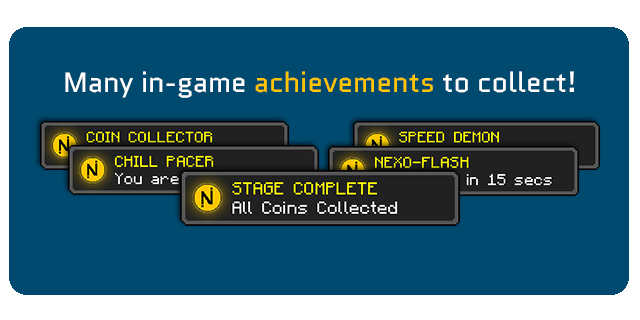 Many in-game achievements to collect!
COIN COLLECTOR
SPEED DEMON
CHILL PACER
You are
NEXO-FLASH
in 15 secs
STAGE COMPLETE
All Coins Collected